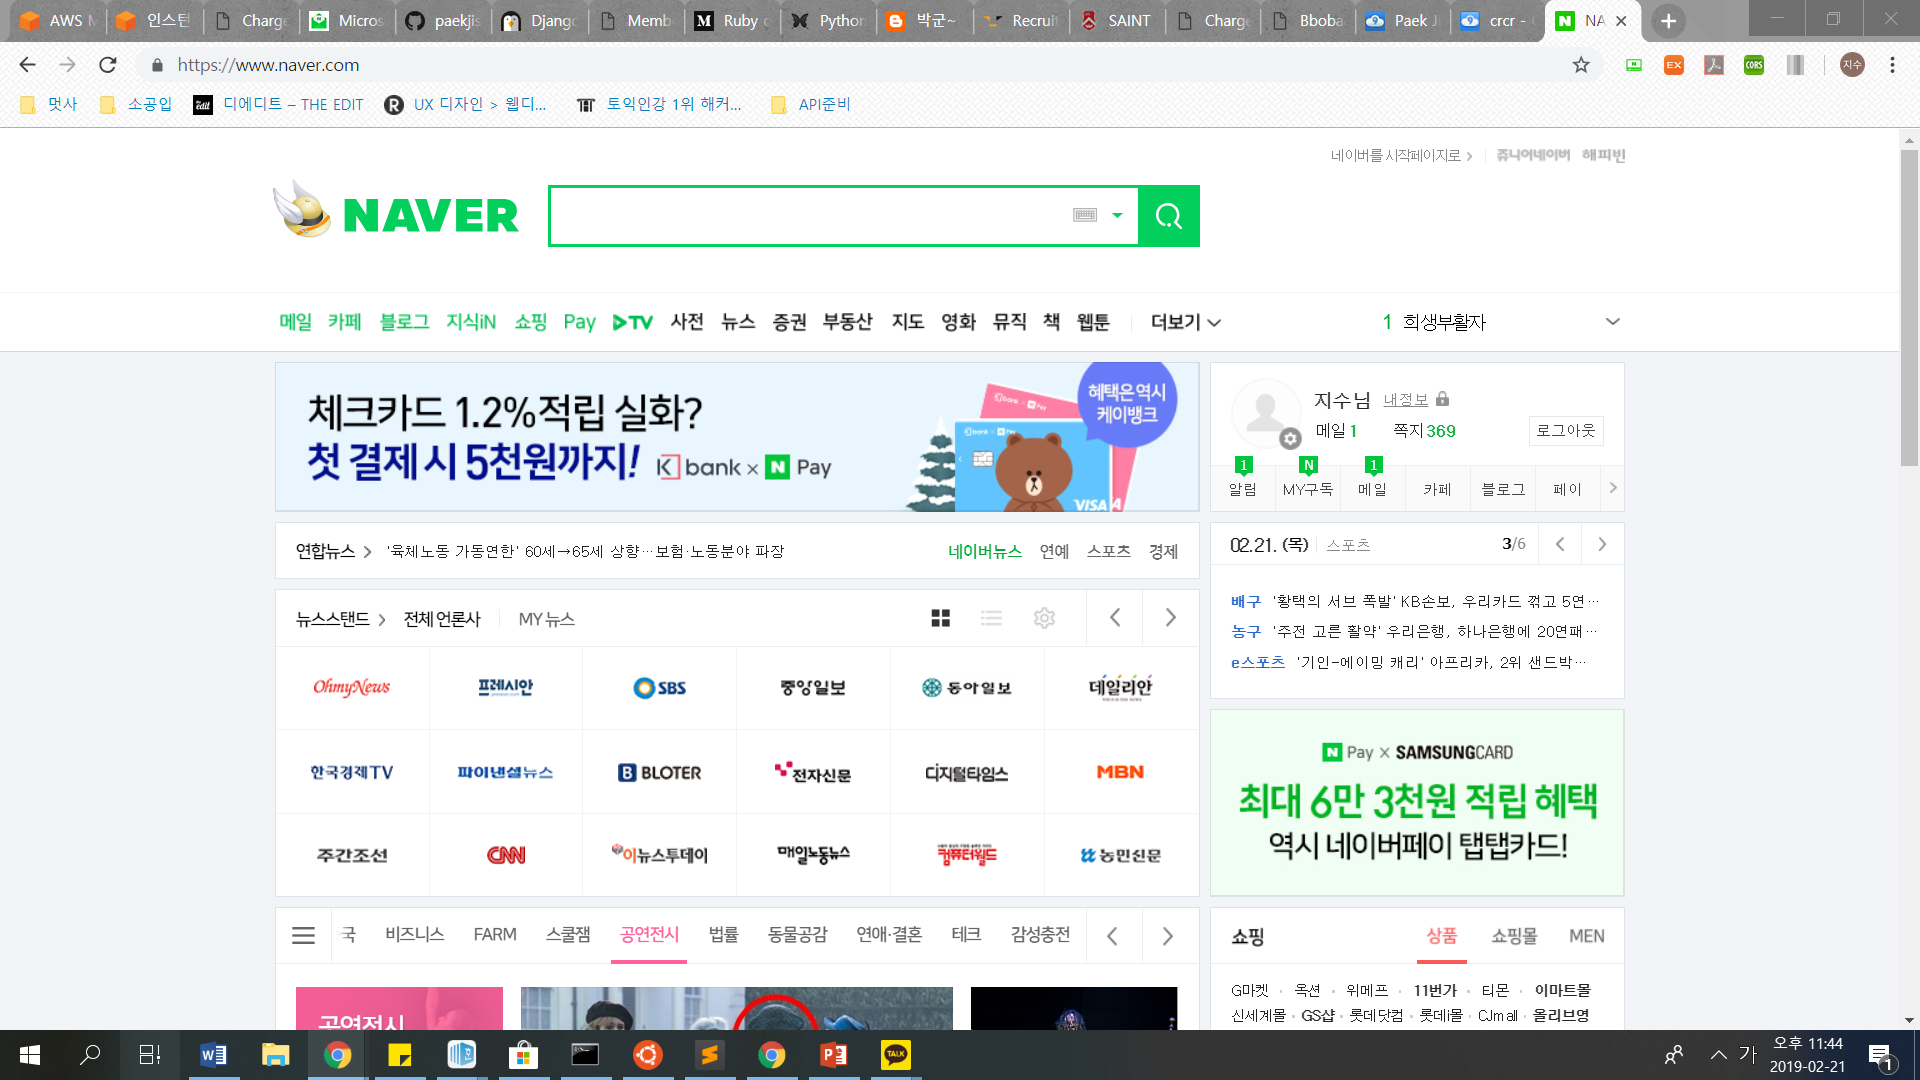 AWS M
인스턴
Charge
Micros
paekjis
Djang
Memb
Ruby c
Python
박군~
Recruit
SAINT
Charge
Bboba
Paek J
crcr -
NA
https://www.naver.com
EX
CORS
지수
멋사
소공입
디에디트 – THE EDIT
UX 디자인 > 웹디...
토익인강 1위 해커...
API준비
네이버를 시작페이지로
쥬니어네이버 해피빈
NAVER
메일 카페 블로그 지식iN 쇼핑 Pay TV 사전 뉴스 증권 부동산 지도 영화 뮤직 책 웹툰 더보기
1 희생부활자
체크카드 1.2%적립 실화?
첫 결제 시 5천원까지! K bank × N Pay
혜택은 역시
케이뱅크
VISA
지수님 내정보
메일 1 쪽지 369
로그아웃
1 N 1
알림 MY구독 메일 카페 블로그 페이
연합뉴스 '육체노동 가동연한' 60세→65세 상향…보험·노동분야 파장
네이버뉴스 연예 스포츠 경제
02.21. (목) 스포츠 3/6
배구 '황택의 서브 폭발' KB손보, 우리카드 꺾고 5연…
농구 '주전 고른 활약' 우리은행, 하나은행에 20연패…
e스포츠 '기인-에이밍 캐리' 아프리카, 2위 샌드박…
뉴스스탠드 전체 언론사 MY 뉴스
OhmyNews 프레시안 SBS 중앙일보 동아일보 데일리안
한국경제TV 파이낸셜뉴스 BLOTER 전자신문 디지털타임스 MBN
주간조선 CNN 이뉴스투데이 매일노동뉴스 컴퓨터월드 농민신문
N Pay × SAMSUNGCARD
최대 6만 3천원 적립 혜택
역시 네이버페이 탭탭카드!
국 비즈니스 FARM 스쿨잼 공연전시 법률 동물공감 연애·결혼 테크 감성충전
공연전시
쇼핑 상품 쇼핑몰 MEN
G마켓 · 옥션 · 위메프 · 11번가 · 티몬 · 이마트몰
신세계몰 · GS샵 · 롯데닷컴 · 롯데i몰 · CJmall · 올리브영
TALK
가
오후 11:44
2019-02-21
1